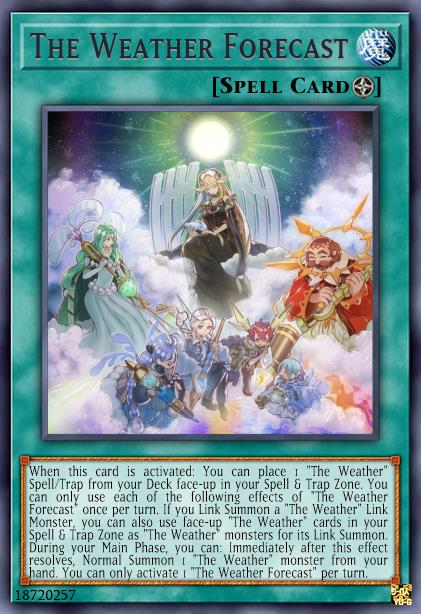 The Weather Forecast
[Spell Card]
When this card is activated: You can place 1 "The Weather"
Spell/Trap from your Deck face-up in your Spell & Trap Zone. You
can only use each of the following effects of "The Weather
Forecast" once per turn. If you Link Summon a "The Weather" Link
Monster, you can also use face-up "The Weather" cards in your
Spell & Trap Zone as "The Weather" monsters for its Link Summon.
During your Main Phase, you can: Immediately after this effect
resolves, Normal Summon 1 "The Weather" monster from your
hand. You can only activate 1 "The Weather Forecast" per turn.
18720257